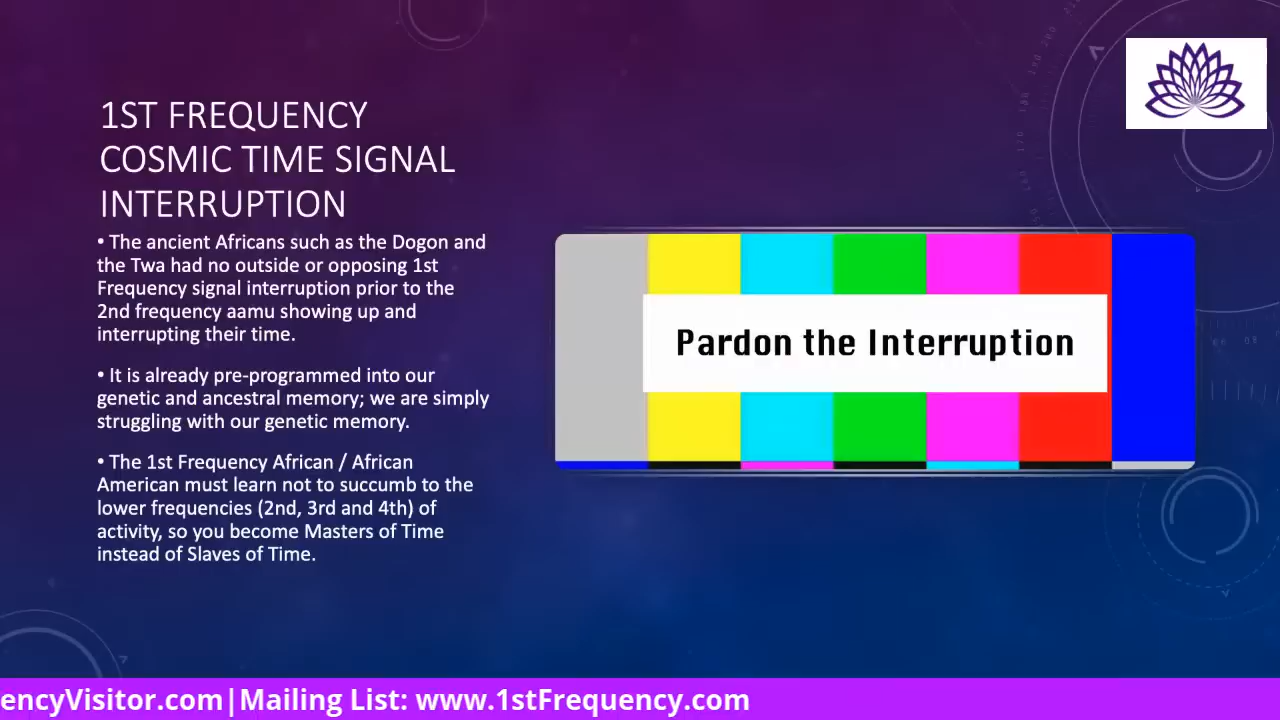 1ST FREQUENCY
COSMIC TIME SIGNAL
INTERRUPTION
• The ancient Africans such as the Dogon and
the Twa had no outside or opposing 1st
Frequency signal interruption prior to the
2nd frequency aamu showing up and
interrupting their time.
• It is already pre-programmed into our
genetic and ancestral memory; we are simply
struggling with our genetic memory.
• The 1st Frequency African / African
American must learn not to succumb to the
lower frequencies (2nd, 3rd and 4th) of
activity, so you become Masters of Time
instead of Slaves of Time.
Pardon the Interruption
encyVisitor.com|Mailing List: www.1stFrequency.com